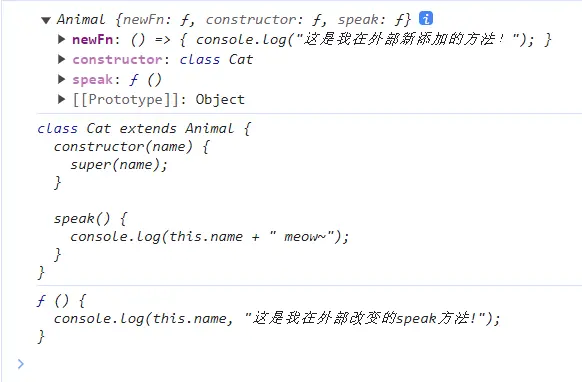 ▼ Animal {newFn: ƒ, constructor: ƒ, speak: ƒ} i
▶ newFn: () => { console.log("这是我在外部新添加的方法！"); }
▶ constructor: class Cat
▶ speak: ƒ ()
▶ [[Prototype]]: Object
class Cat extends Animal {
  constructor(name) {
    super(name);
  }

  speak() {
    console.log(this.name + " meow~");
  }
}
ƒ () {
  console.log(this.name, "这是我在外部改变的speak方法!");
}
>